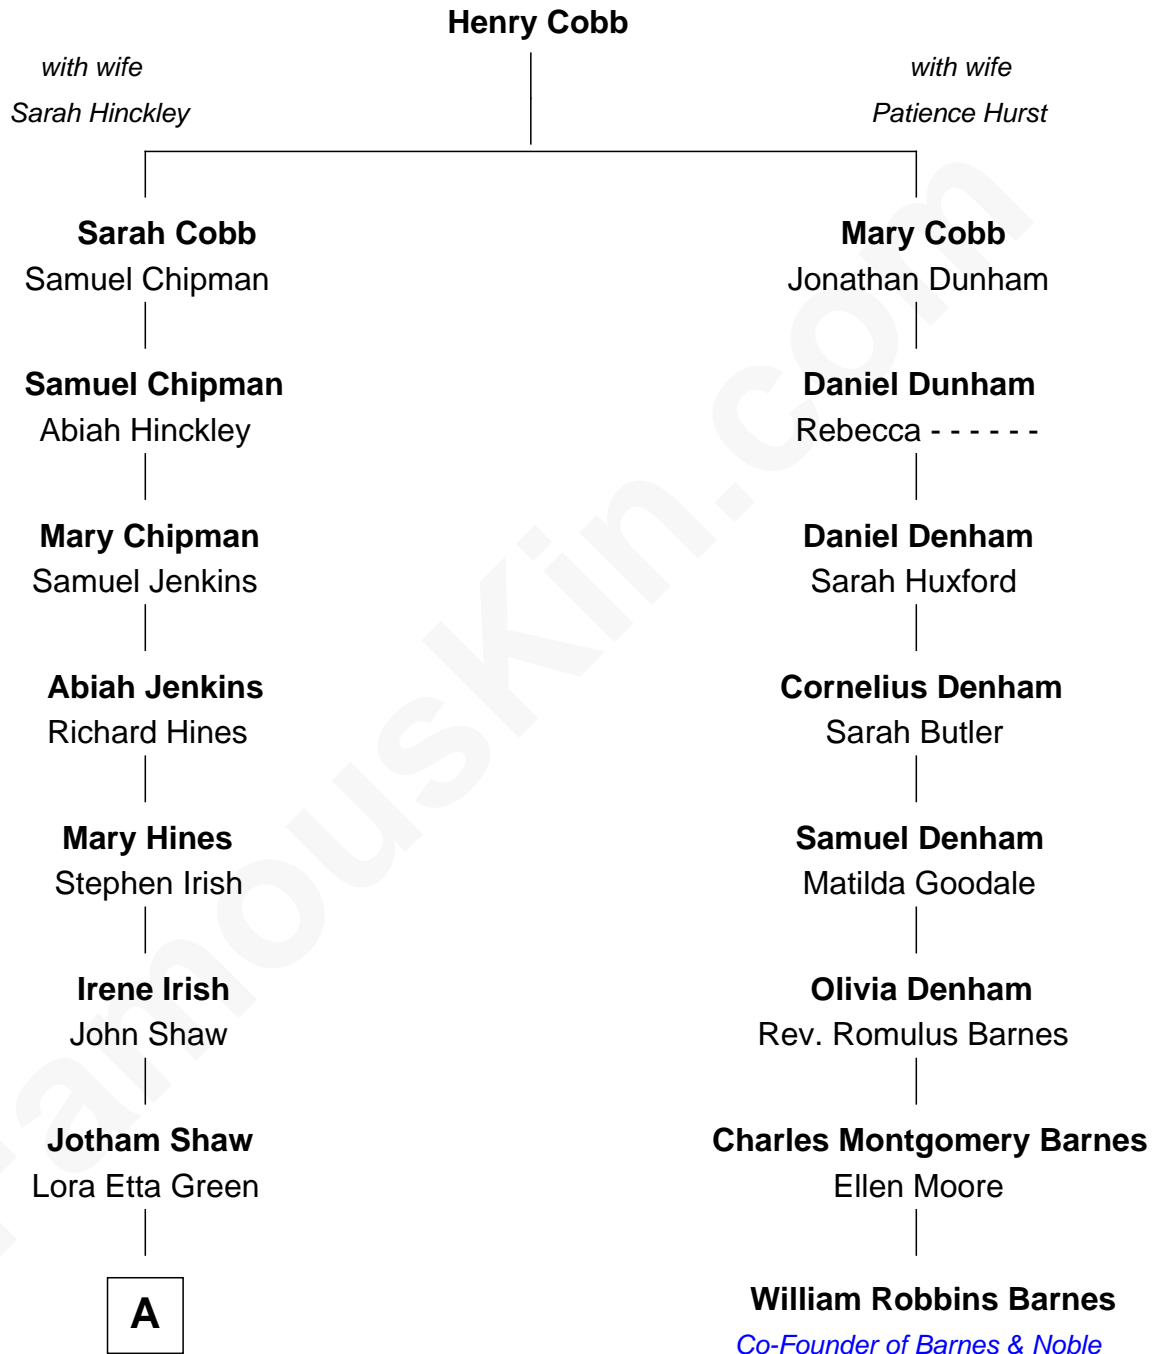 Henry Cobb
with wife
Sarah Hinckley
with wife
Patience Hurst
Sarah Cobb
Samuel Chipman
Samuel Chipman
Abiah Hinckley
Mary Chipman
Samuel Jenkins
Abiah Jenkins
Richard Hines
Mary Hines
Stephen Irish
Irene Irish
John Shaw
Jotham Shaw
Lora Etta Green
A
Mary Cobb
Jonathan Dunham
Daniel Dunham
Rebecca - - - - - -
Daniel Denham
Sarah Huxford
Cornelius Denham
Sarah Butler
Samuel Denham
Matilda Goodale
Olivia Denham
Rev. Romulus Barnes
Charles Montgomery Barnes
Ellen Moore
William Robbins Barnes
Co-Founder of Barnes & Noble
FamousKin.com